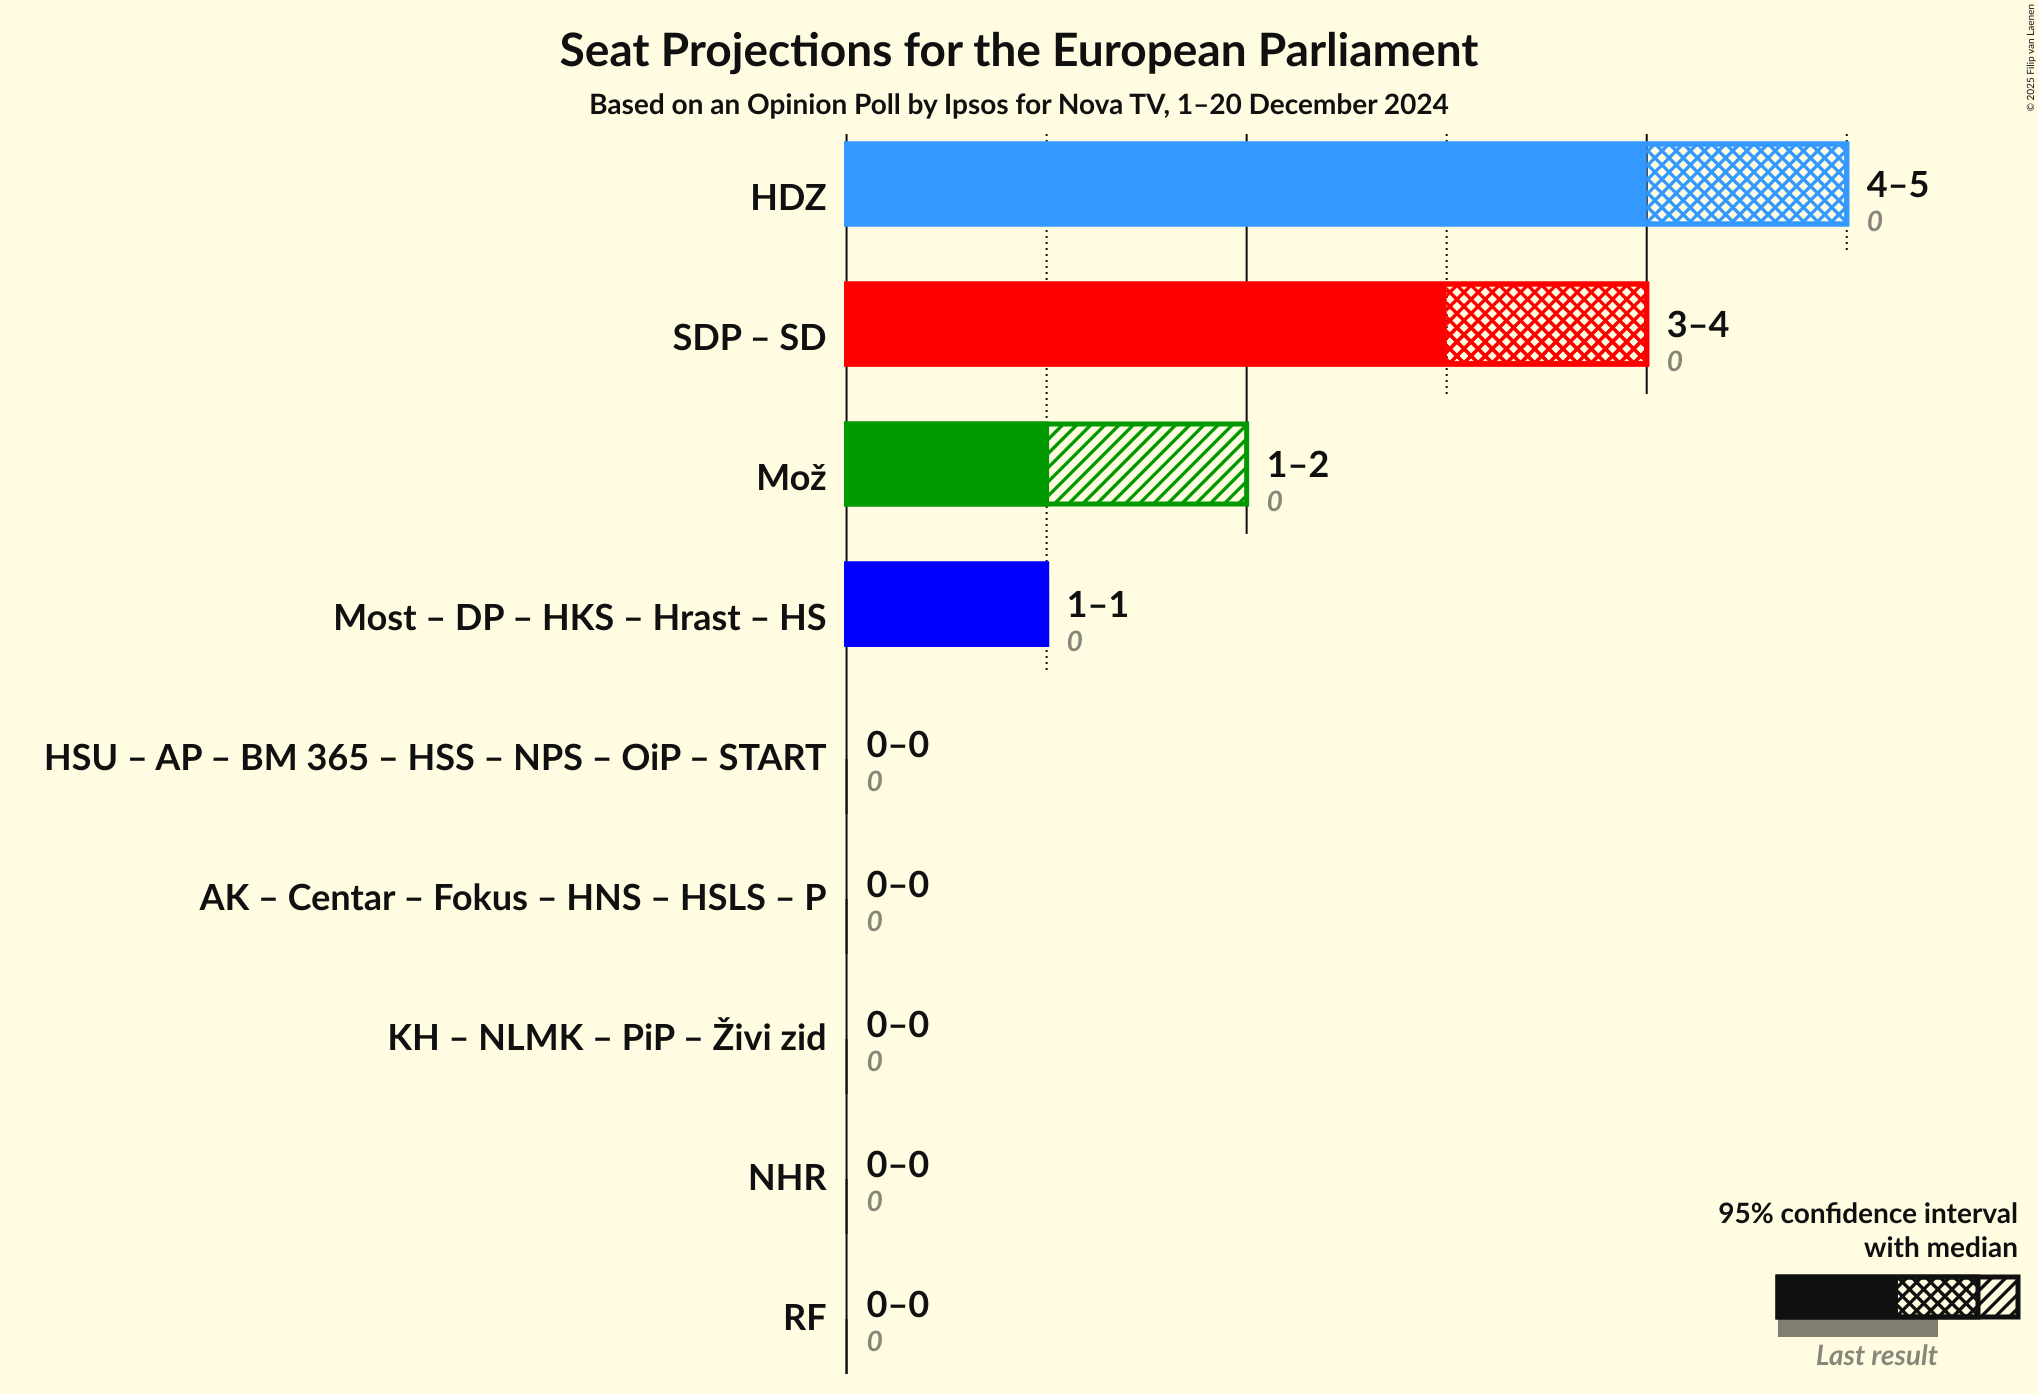 Seat Projections for the European Parliament
Based on an Opinion Poll by Ipsos for Nova TV, 1–20 December 2024
© 2025 Filip van Laenen
HDZ
4–5
0
SDP – SD
3–4
0
Mož
1–2
0
Most – DP – HKS – Hrast – HS
1–1
0
HSU – AP – BM 365 – HSS – NPS – OiP – START
0–0
0
AK – Centar – Fokus – HNS – HSLS – P
0–0
0
KH – NLMK – PiP – Živi zid
0–0
0
NHR
0–0
0
RF
0–0
0
95% confidence interval
with median
Last result